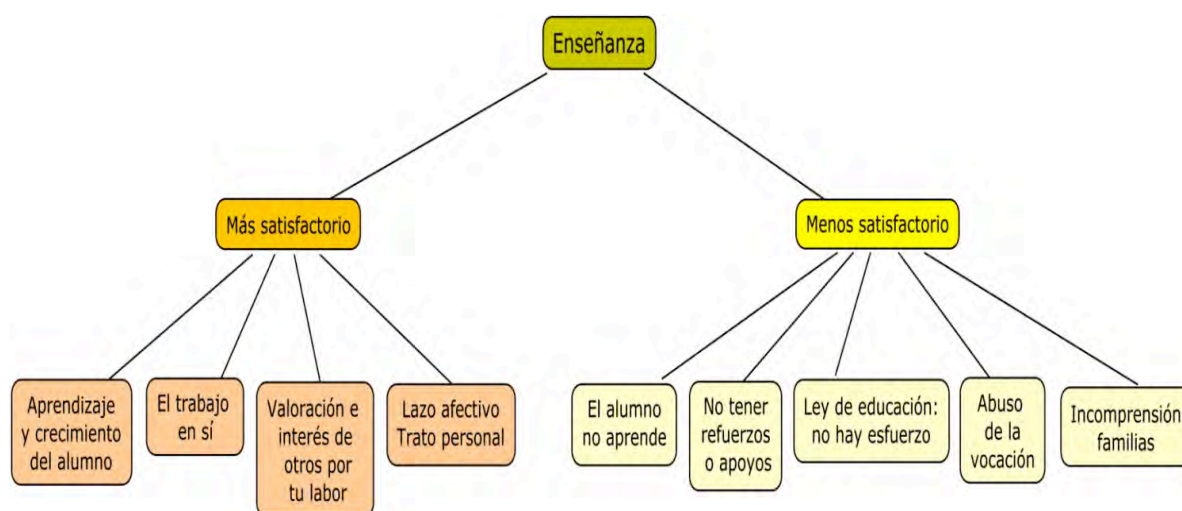 Enseñanza
Más satisfactorio
Menos satisfactorio
Aprendizaje
y crecimiento
del alumno
El trabajo
en sí
Valoración e
interés de
otros por
tu labor
Lazo afectivo
Trato personal
El alumno
no aprende
No tener
refuerzos
o apoyos
Ley de educación:
no hay esfuerzo
Abuso
de la
vocación
Incomprensión
familias